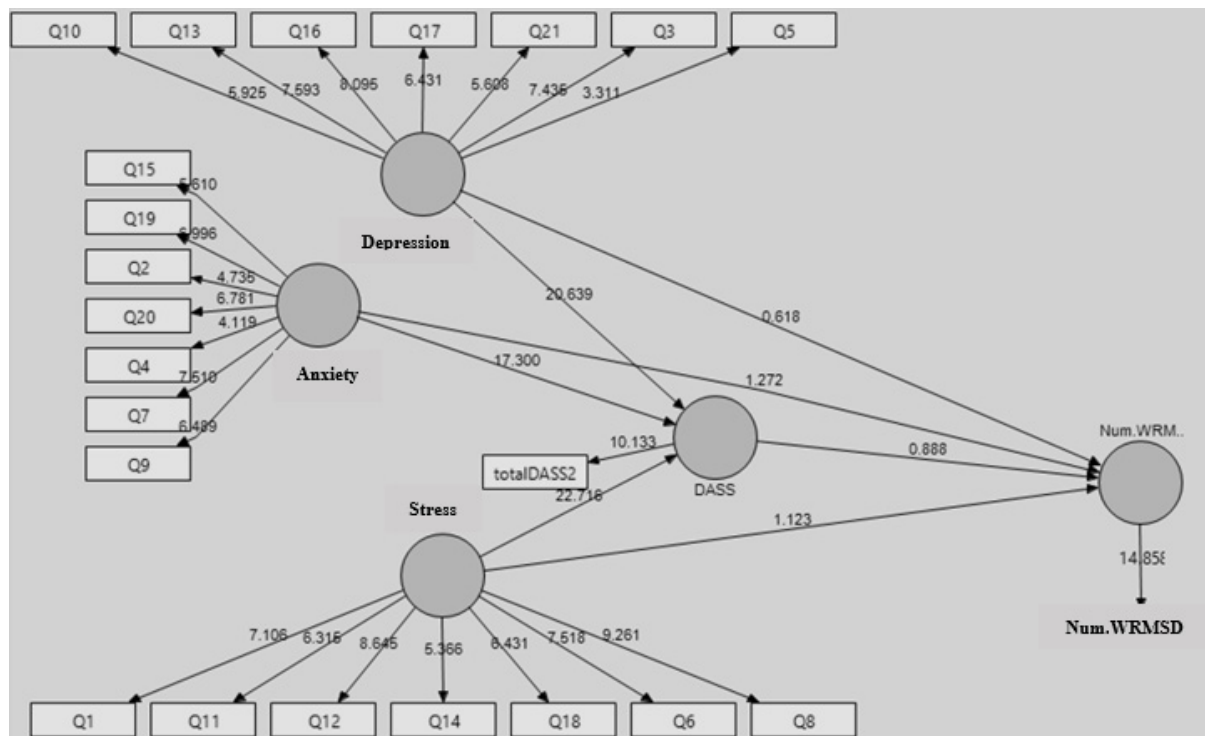 Q10 Q13 Q16 Q17 Q21 Q3 Q5
5.925 7.593 8.095 6.431 5.608 7.435 3.311
Q15
5.610
Q19
6.996
Depression
Q2
4.735
6.781
Q20
4.119
20.639
0.618
Q4
17.300
Anxiety
1.272
7.510
Q7
6.489
Q9
Num.WRM..
10.133
0.888
totalDASS2
DASS
22.716
Stress
1.123
14.858
Num.WRMSD
7.106 6.315 8.645 5.366 6.431 7.518 9.261
Q1 Q11 Q12 Q14 Q18 Q6 Q8